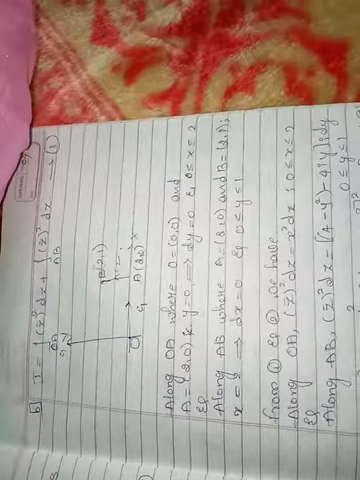 b) I = ∫ (z̄)² dz + ∫ (z̄)² dz → (3)
OA AB
B(2,1)
O A(2,0) x
Along OA, where O = (0,0) and
A = (2,0) & y = 0, ⇒ dy = 0 & 0 ≤ x ≤ 2
&
Along AB where A = (2,0) and B = (2,1);
x = 2 ⇒ dx = 0 & 0 ≤ y ≤ 1
from ① & ② we have
Along OA, (z̄)² dz = x² dx ; 0 ≤ x ≤ 2
&
Along AB, (z̄)² dz = [(4-y²) - 4iy] i dy
0 ≤ y ≤ 1